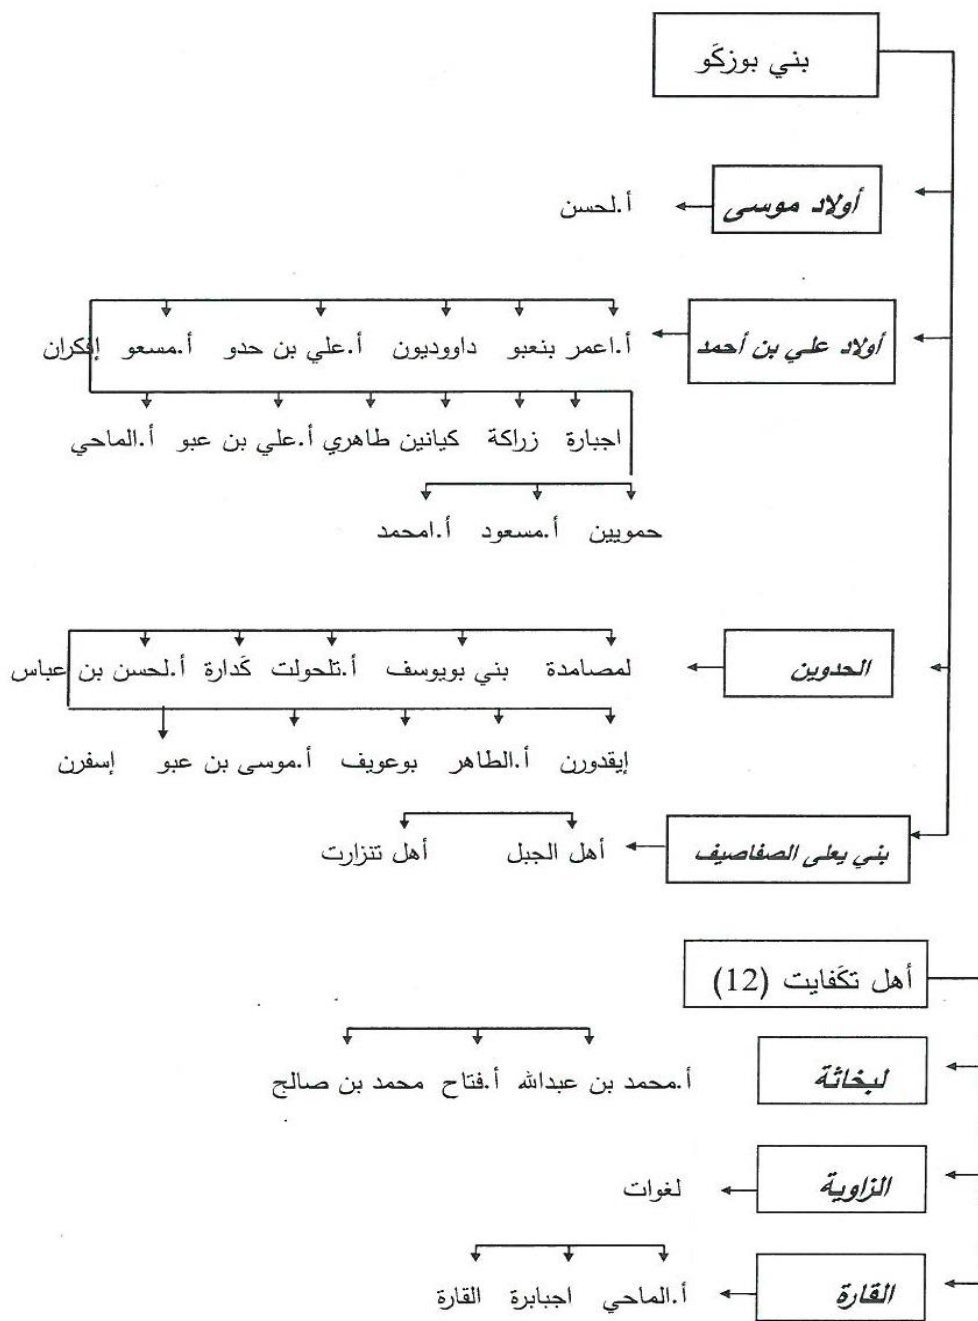 بني بوزكَو
أولاد موسى أ.لحسن
أولاد علي بن أحمد أ.اعمر بنعبو داووديون أ.علي بن حدو أ.مسعو إفكران
اجبارة زراكة كيانين طاهري أ.علي بن عبو أ.الماحي
حمويين أ.مسعود أ.امحمد
الحدوين لمصامدة بني بويوسف أ.تلحولت كَدارة أ.لحسن بن عباس
إيقدورن أ.الطاهر بوعويف أ.موسى بن عبو إسفرن
بني يعلى الصفاصيف أهل الجبل أهل تنزارت
أهل تكَفايت (12)
لبخاثة أ.محمد بن عبدالله أ.فتاح محمد بن صالح
الزاوية لغوات
القارة أ.الماحي اجبابرة القارة